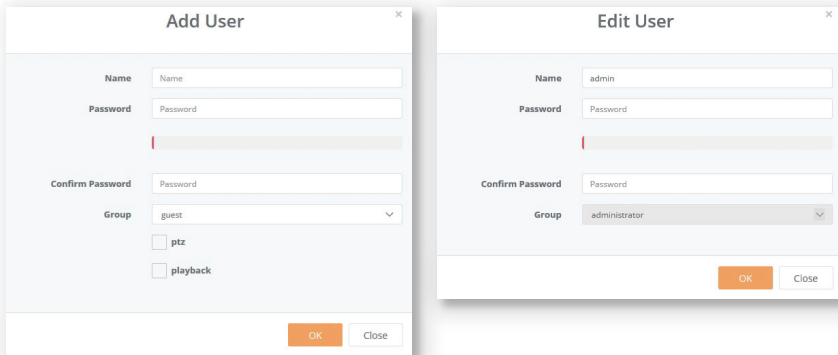 Add User
×
Name Name
Password Password
Confirm Password Password
Group guest
ptz
playback
OK Close
Edit User
×
Name admin
Password Password
Confirm Password Password
Group administrator
OK Close